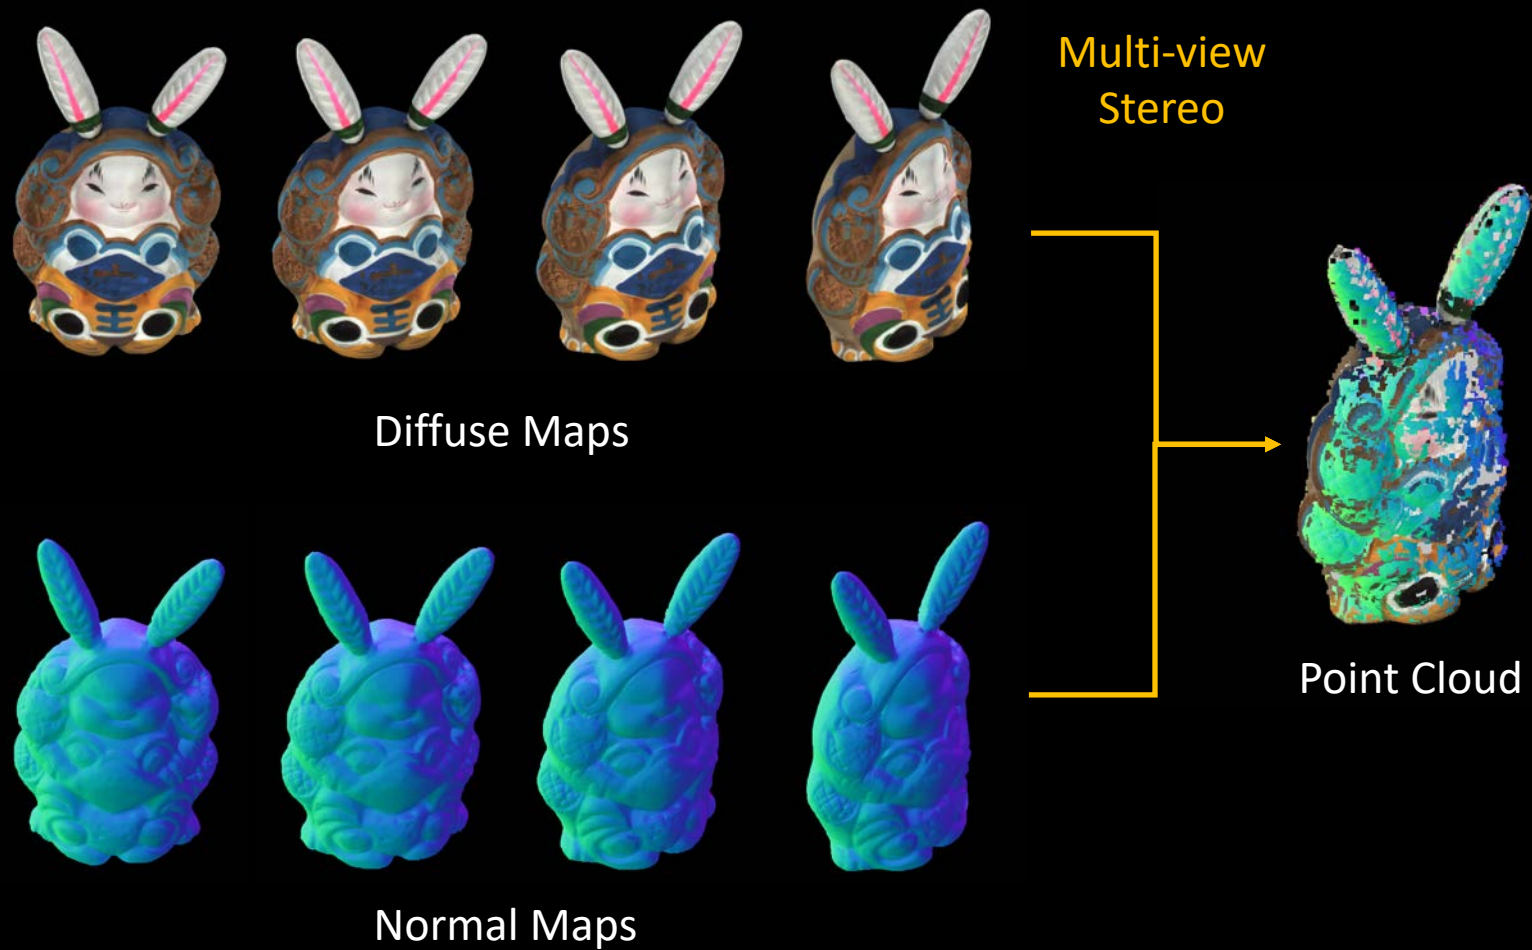 Multi-view
Stereo
Diffuse Maps
Point Cloud
Normal Maps